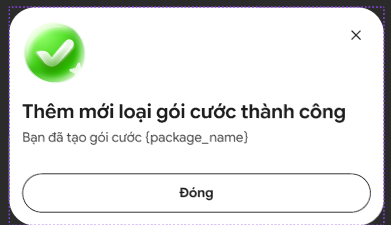 Thêm mới loại gói cước thành công
Bạn đã tạo gói cước {package_name}
Đóng